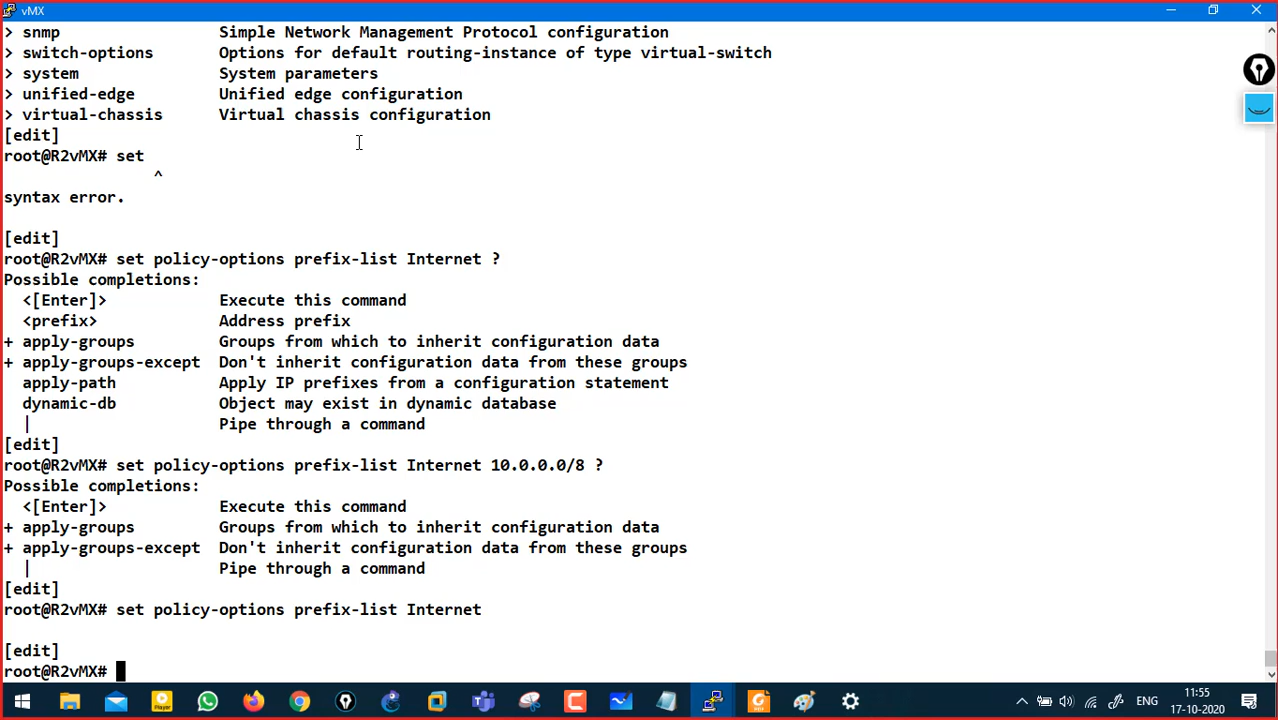 vMX
> snmp Simple Network Management Protocol configuration
> switch-options Options for default routing-instance of type virtual-switch
> system System parameters
> unified-edge Unified edge configuration
> virtual-chassis Virtual chassis configuration
[edit]
root@R2vMX# set
^
syntax error.
[edit]
root@R2vMX# set policy-options prefix-list Internet ?
Possible completions:
<[Enter]> Execute this command
<prefix> Address prefix
+ apply-groups Groups from which to inherit configuration data
+ apply-groups-except Don't inherit configuration data from these groups
apply-path Apply IP prefixes from a configuration statement
dynamic-db Object may exist in dynamic database
| Pipe through a command
[edit]
root@R2vMX# set policy-options prefix-list Internet 10.0.0.0/8 ?
Possible completions:
<[Enter]> Execute this command
+ apply-groups Groups from which to inherit configuration data
+ apply-groups-except Don't inherit configuration data from these groups
| Pipe through a command
[edit]
root@R2vMX# set policy-options prefix-list Internet
[edit]
root@R2vMX#
ENG
11:55
17-10-2020